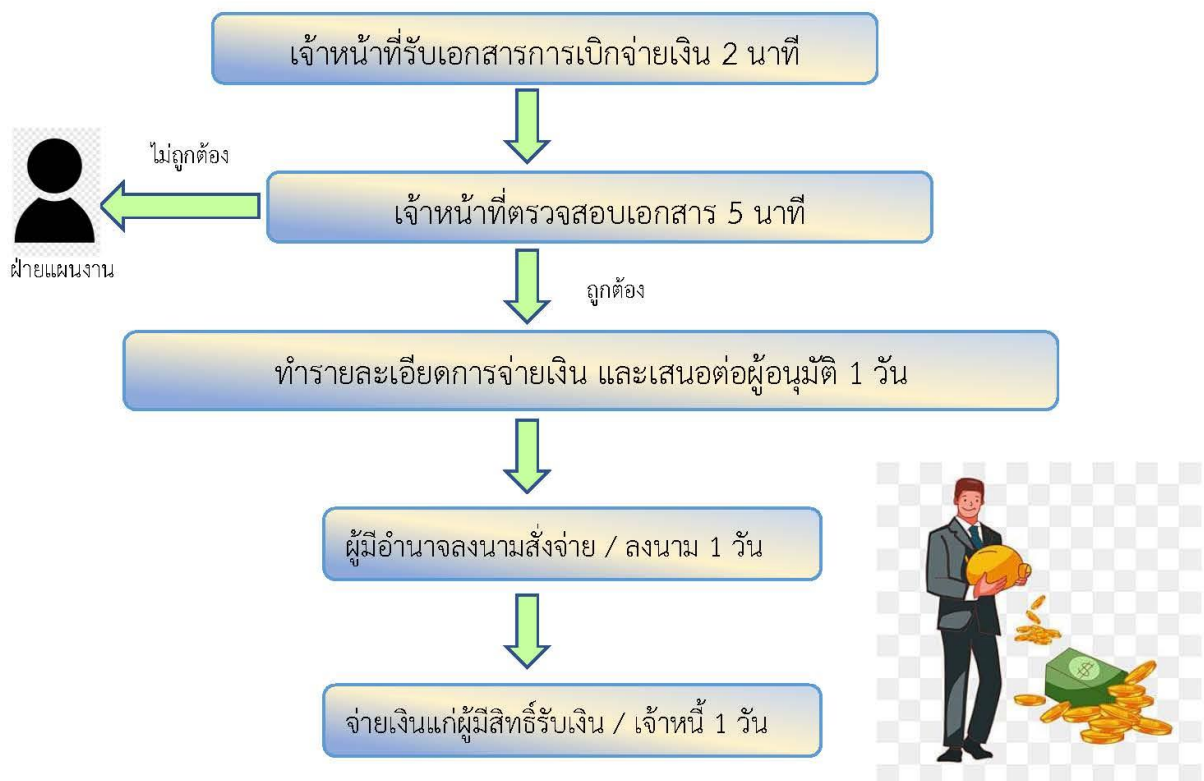 เจ้าหน้าที่รับเอกสารการเบิกจ่ายเงิน 2 นาที
ไม่ถูกต้อง
เจ้าหน้าที่ตรวจสอบเอกสาร 5 นาที
ฝ่ายแผนงาน
ถูกต้อง
ทำรายละเอียดการจ่ายเงิน และเสนอต่อผู้อนุมัติ 1 วัน
ผู้มีอำนาจลงนามสั่งจ่าย / ลงนาม 1 วัน
จ่ายเงินแก่ผู้มีสิทธิ์รับเงิน / เจ้าหนี้ 1 วัน
$